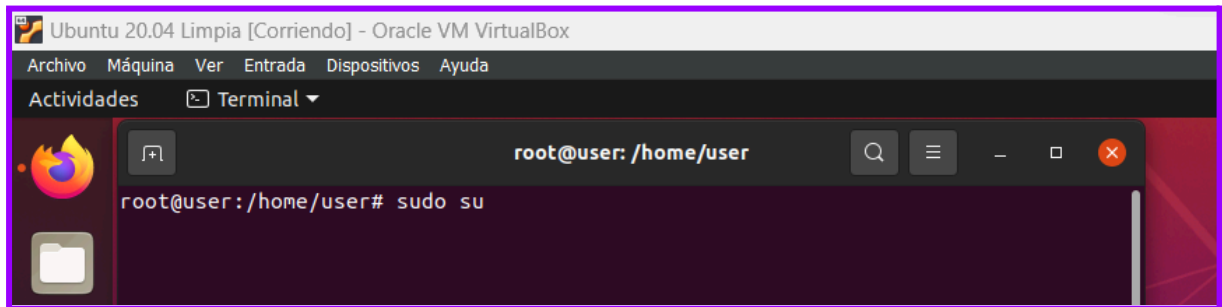 Ubuntu 20.04 Limpia [Corriendo] - Oracle VM VirtualBox
Archivo Máquina Ver Entrada Dispositivos Ayuda
Actividades Terminal
root@user: /home/user
root@user:/home/user# sudo su